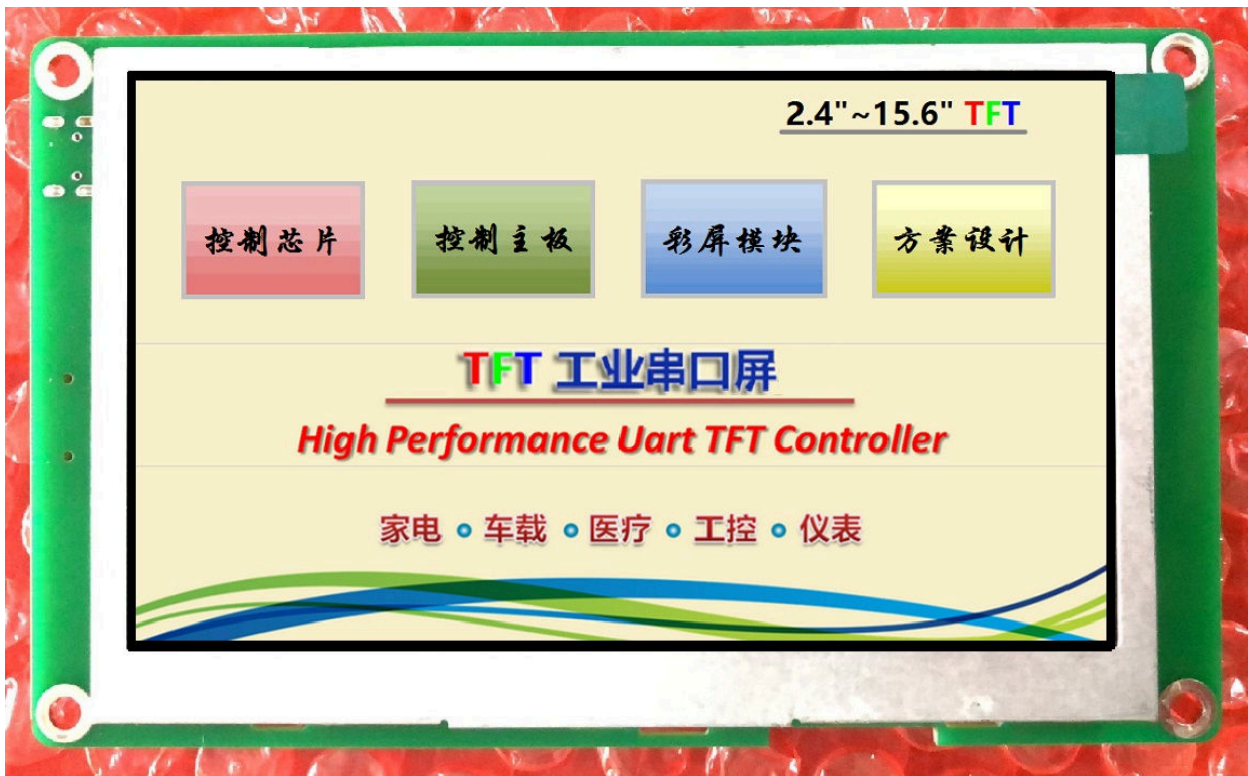 2.4"~15.6" TFT
控制芯片 控制主板 彩屏模块 方案设计
TFT 工业串口屏
High Performance Uart TFT Controller
家电 • 车载 • 医疗 • 工控 • 仪表